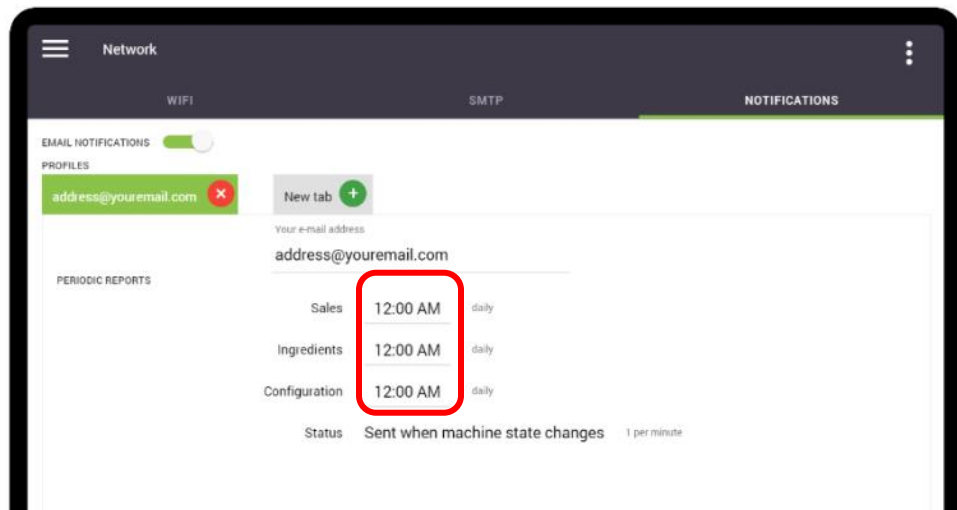 Network
WIFI SMTP NOTIFICATIONS
EMAIL NOTIFICATIONS
PROFILES
address@youremail.com New tab
Your e-mail address
address@youremail.com
PERIODIC REPORTS
Sales 12:00 AM daily
Ingredients 12:00 AM daily
Configuration 12:00 AM daily
Status Sent when machine state changes 1 per minute